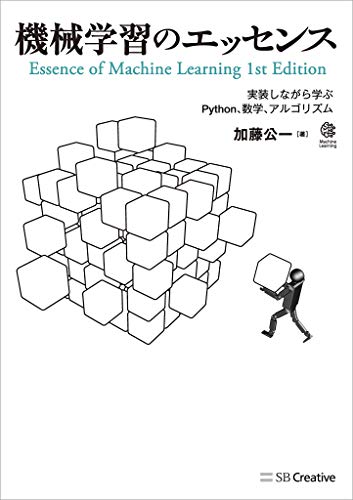 機械学習のエッセンス
Essence of Machine Learning 1st Edition
実装しながら学ぶ
Python、数学、アルゴリズム
加藤公一[著]
Machine
Learning
SB Creative